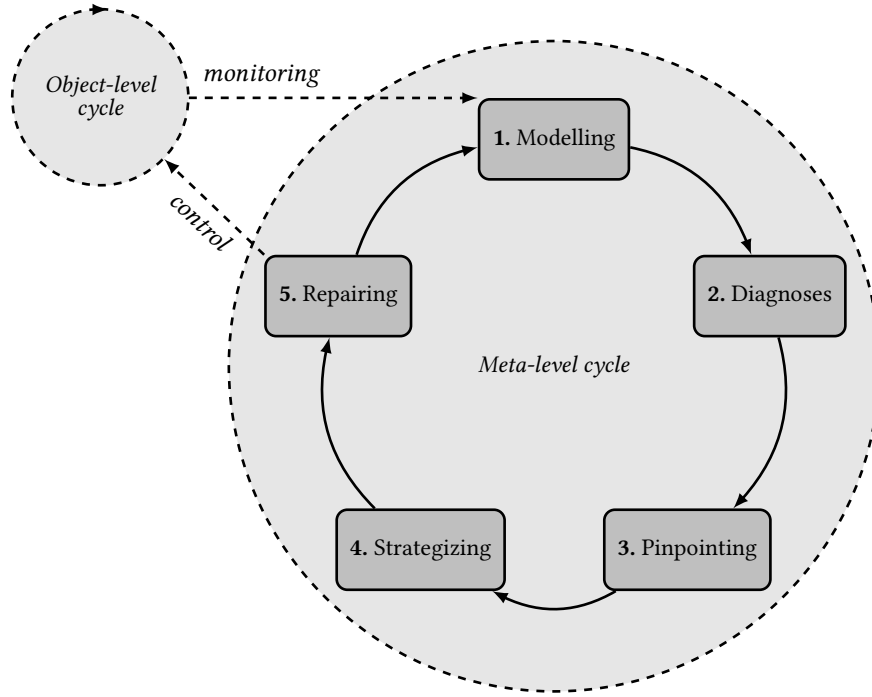 Object-level
cycle
monitoring
control
1. Modelling
2. Diagnoses
3. Pinpointing
4. Strategizing
5. Repairing
Meta-level cycle